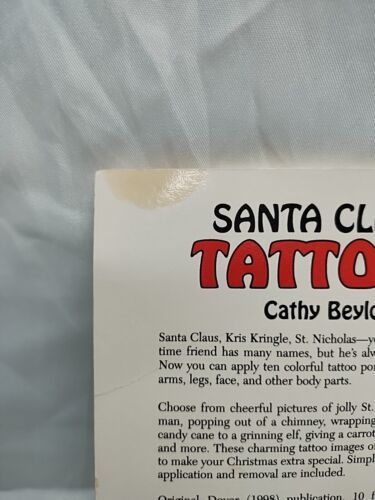 SANTA CL
TATTO
Cathy Beylo
Santa Claus, Kris Kringle, St. Nicholas—y
time friend has many names, but he's alw
Now you can apply ten colorful tattoo por
arms, legs, face, and other body parts.
Choose from cheerful pictures of jolly St.
man, popping out of a chimney, wrapping
candy cane to a grinning elf, giving a carrot
and more. These charming tattoo images o
to make your Christmas extra special. Simpl
application and removal are included.
Original Dover (1998) publication. 10 f